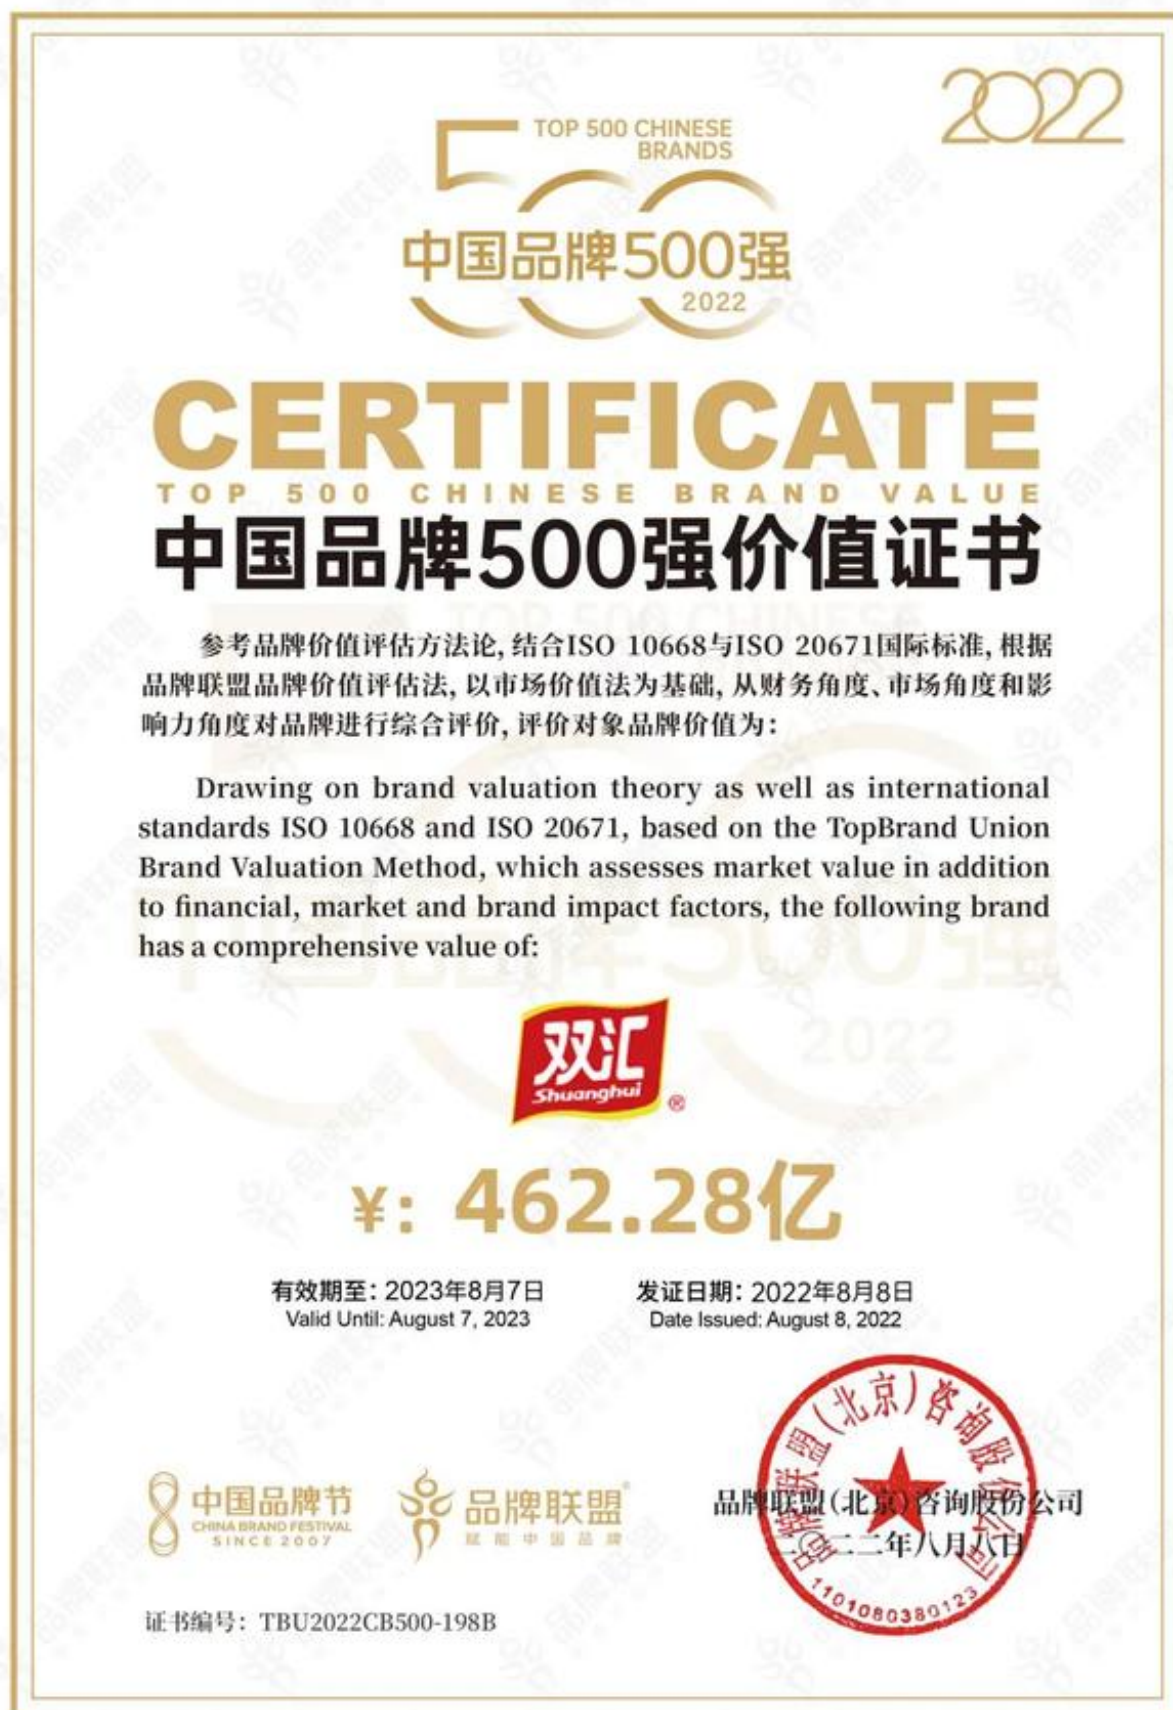 2022
TOP 500 CHINESE
BRANDS
中国品牌500强
2022
CERTIFICATE
TOP 500 CHINESE BRAND VALUE
中国品牌500强价值证书
参考品牌价值评估方法论,结合ISO 10668与ISO 20671国际标准,根据
品牌联盟品牌价值评估法,以市场价值法为基础,从财务角度、市场角度和影
响力角度对品牌进行综合评价,评价对象品牌价值为:
Drawing on brand valuation theory as well as international
standards ISO 10668 and ISO 20671, based on the TopBrand Union
Brand Valuation Method, which assesses market value in addition
to financial, market and brand impact factors, the following brand
has a comprehensive value of:
双汇
Shuanghui
®
¥: 462.28亿
有效期至: 2023年8月7日
Valid Until: August 7, 2023
发证日期: 2022年8月8日
Date Issued: August 8, 2022
中国品牌节
CHINA BRAND FESTIVAL
SINCE 2007
品牌联盟®
赋能中国品牌
品牌联盟(北京)咨询股份公司
二〇二二年八月八日
品牌联盟(北京)咨询股份公司
1101080380123
证书编号: TBU2022CB500-198B